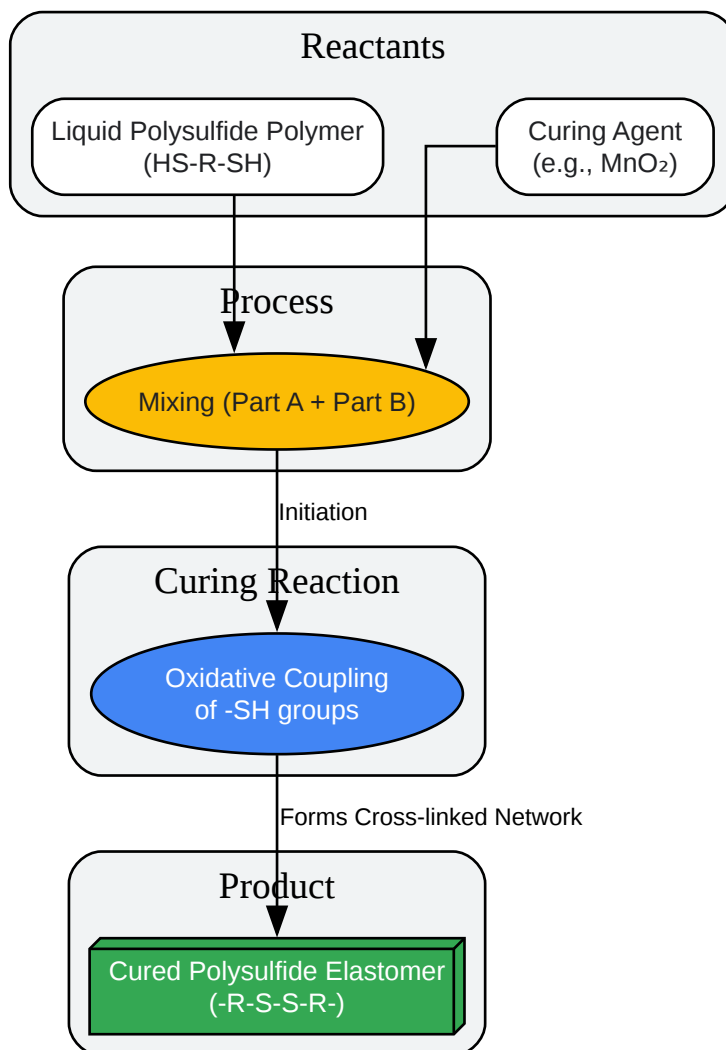 Reactants
Liquid Polysulfide Polymer
(HS-R-SH)
Curing Agent
(e.g., MnO₂)
Process
Mixing (Part A + Part B)
Initiation
Curing Reaction
Oxidative Coupling
of -SH groups
Forms Cross-linked Network
Product
Cured Polysulfide Elastomer
(-R-S-S-R-)